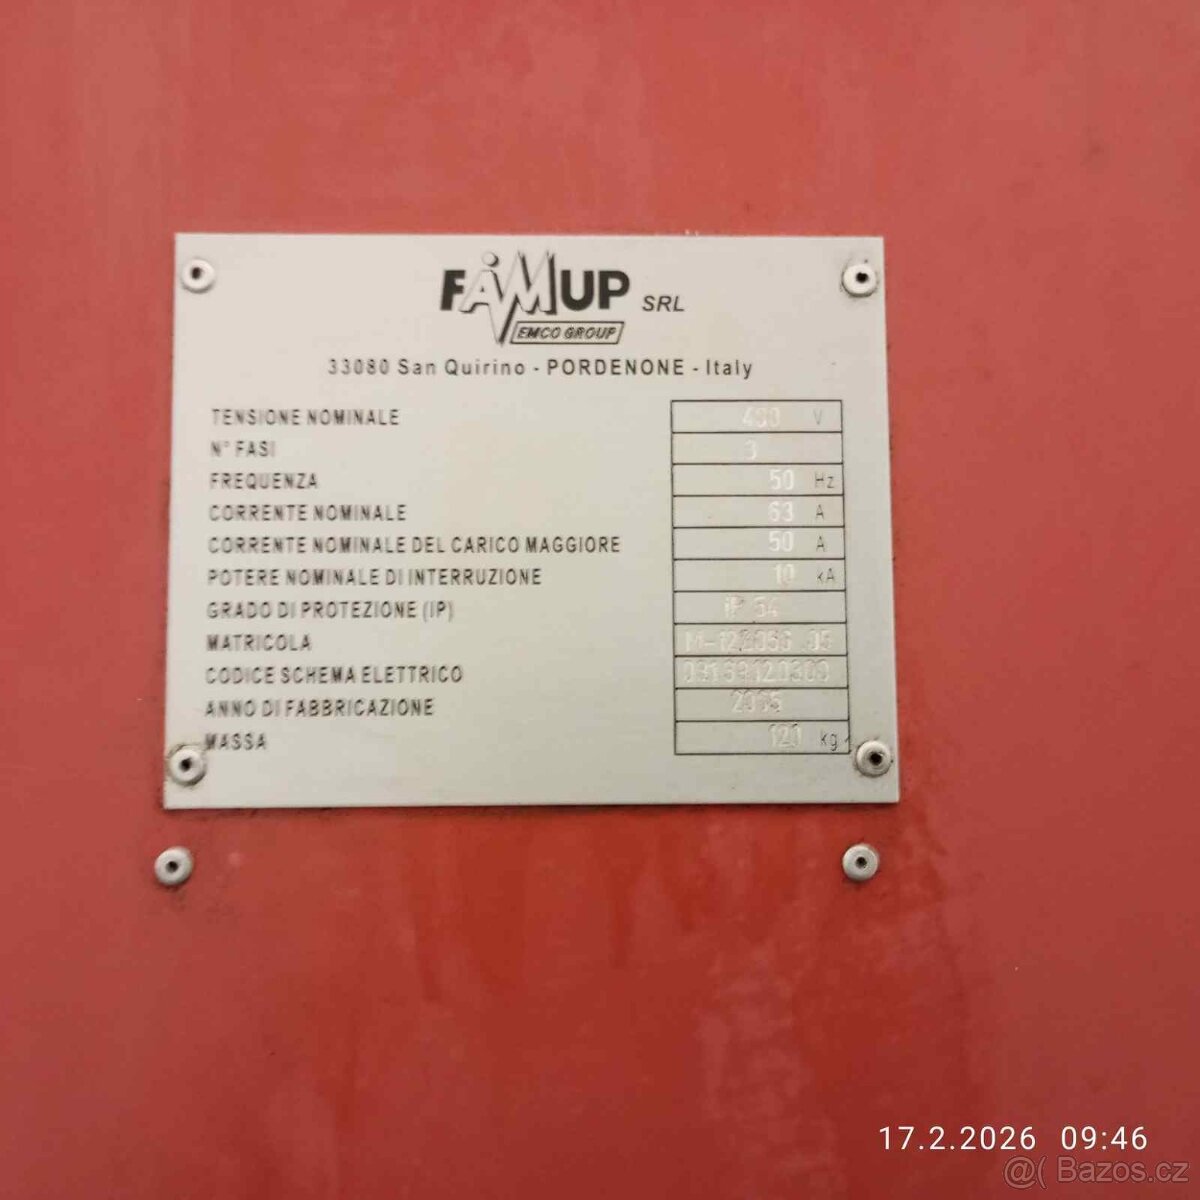 FAMUP SRL
EMCO GROUP
33080 San Quirino - PORDENONE - Italy
TENSIONE NOMINALE 400 V
N° FASI 3
FREQUENZA 50 Hz
CORRENTE NOMINALE 63 A
CORRENTE NOMINALE DEL CARICO MAGGIORE 50 A
POTERE NOMINALE DI INTERRUZIONE 10 kA
GRADO DI PROTEZIONE (IP) IP 54
MATRICOLA
CODICE SCHEMA ELETTRICO
ANNO DI FABBRICAZIONE 2005
MASSA kg
17.2.2026 09:46
@( Bazos.cz